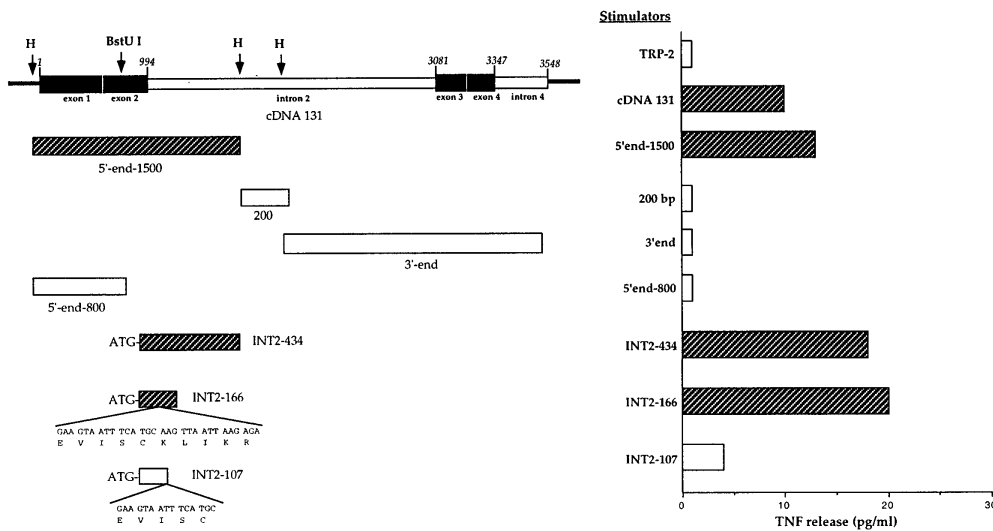 H BstU I H H
1 994 3081 3347 3548
exon 1 exon 2 intron 2 exon 3 exon 4 intron 4
cDNA 131
5'-end-1500
200
3'-end
5'-end-800
ATG- INT2-434
ATG- INT2-166
GAA GTA ATT TCA TGC AAG TTA ATT AAG AGA
E V I S C K L I K R
ATG- INT2-107
GAA GTA ATT TCA TGC
E V I S C
Stimulators
TRP-2
cDNA 131
5'end-1500
200 bp
3'end
5'end-800
INT2-434
INT2-166
INT2-107
0 10 20 30
TNF release (pg/ml)